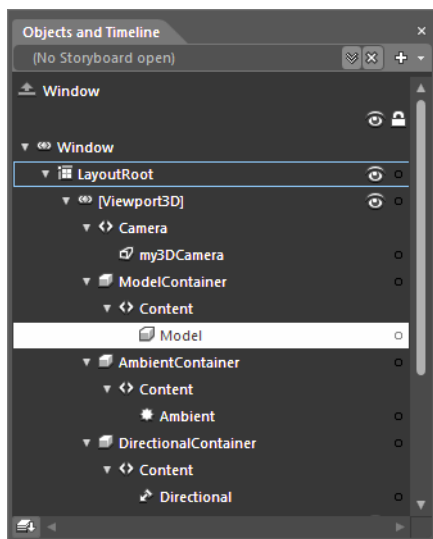 Objects and Timeline
(No Storyboard open)
Window
Window
LayoutRoot
[Viewport3D]
Camera
my3DCamera
ModelContainer
Content
Model
AmbientContainer
Content
Ambient
DirectionalContainer
Content
Directional